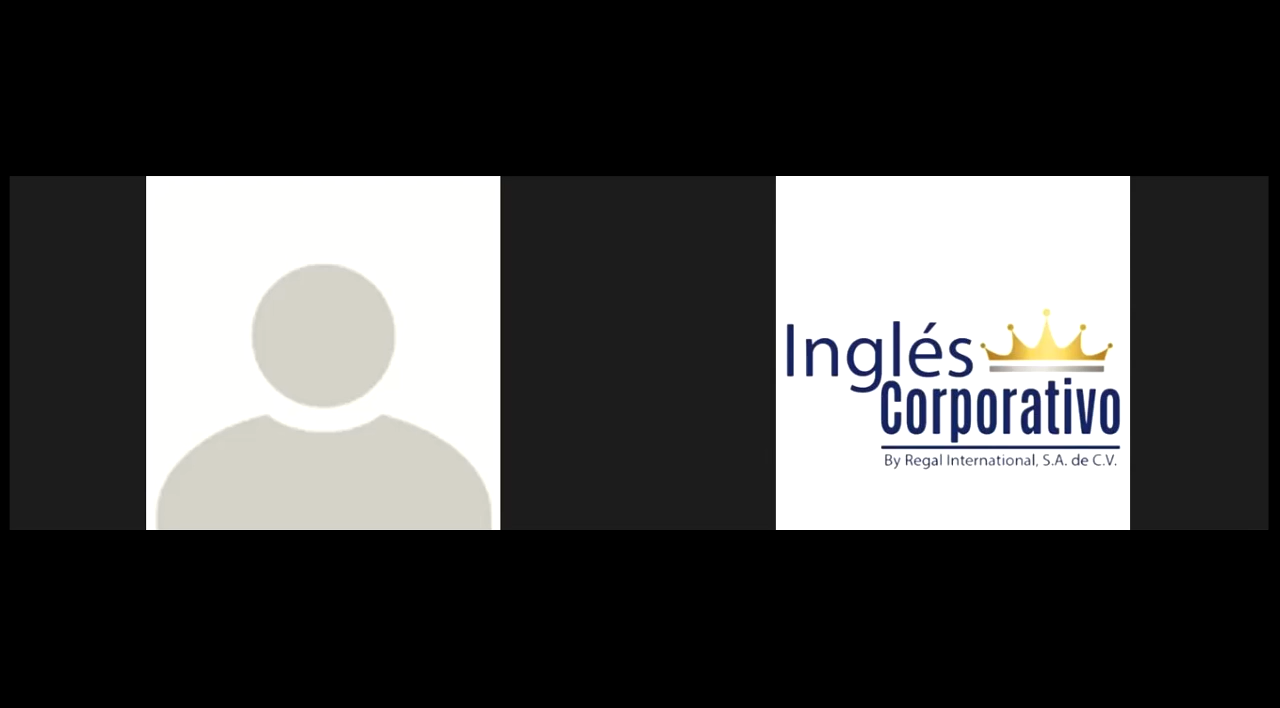 Inglés
Corporativo
By Regal International, S.A. de C.V.